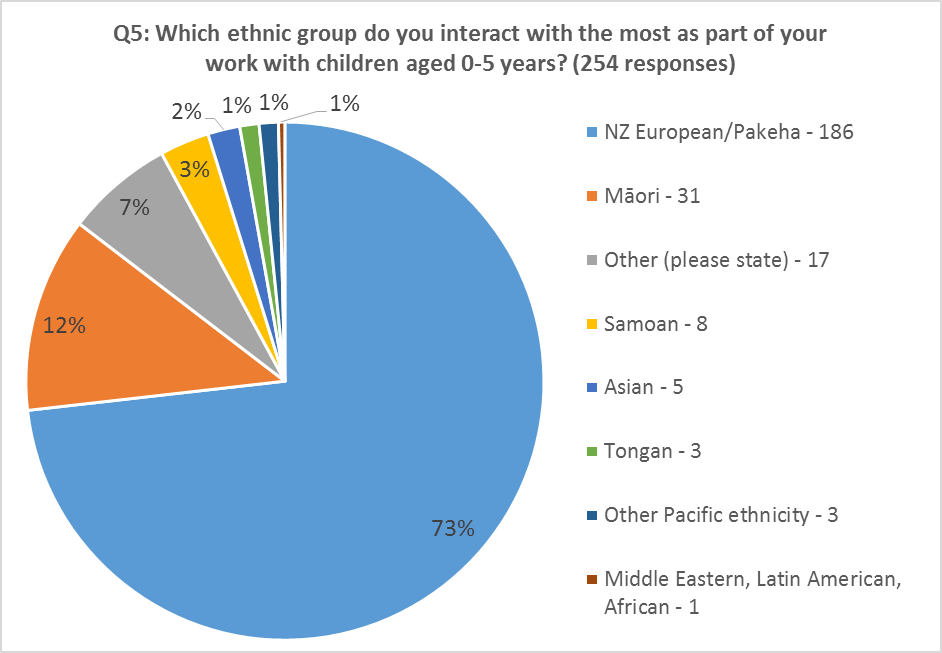 Q5: Which ethnic group do you interact with the most as part of your
work with children aged 0-5 years? (254 responses)
2%
1%
1%
1%
3%
7%
12%
73%
NZ European/Pakeha - 186
Māori - 31
Other (please state) - 17
Samoan - 8
Asian - 5
Tongan - 3
Other Pacific ethnicity - 3
Middle Eastern, Latin American,
African - 1